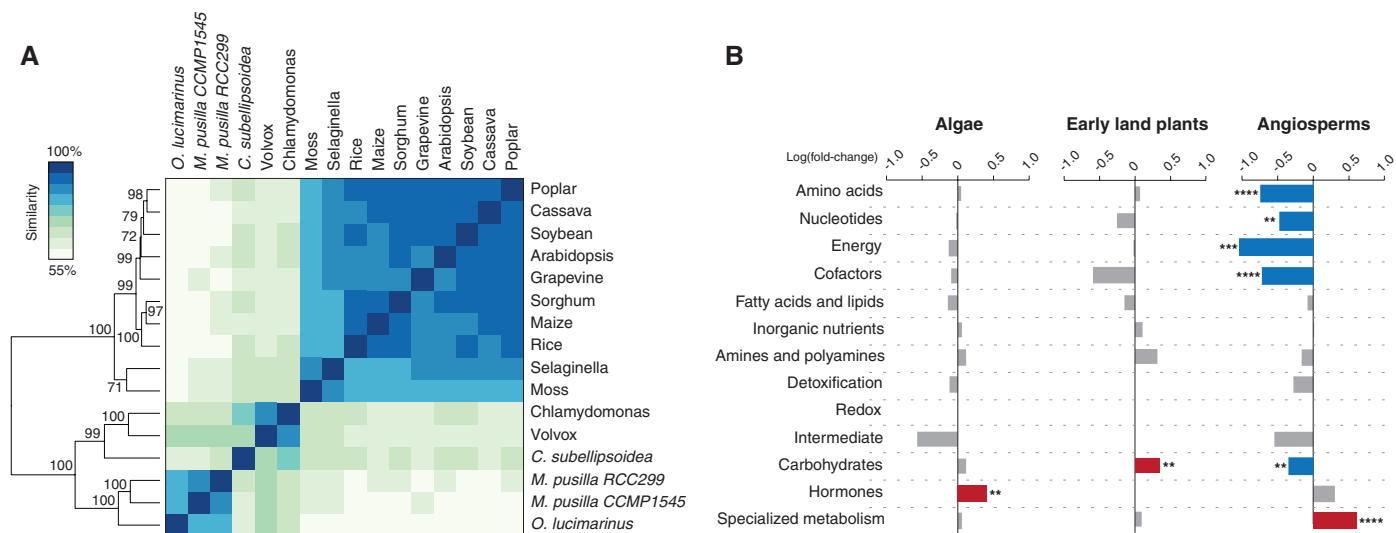 A
O. lucimarinus
M. pusilla CCMP1545
M. pusilla RCC299
C. subellipsoidea
Volvox
Chlamydomonas
Moss
Selaginella
Rice
Maize
Sorghum
Grapevine
Arabidopsis
Soybean
Cassava
Poplar
100%
Similarity
55%
98
79
72
99
99
97
100
100
71
100
99
100
100
100
Poplar
Cassava
Soybean
Arabidopsis
Grapevine
Sorghum
Maize
Rice
Selaginella
Moss
Chlamydomonas
Volvox
C. subellipsoidea
M. pusilla RCC299
M. pusilla CCMP1545
O. lucimarinus
B
Algae
Early land plants
Angiosperms
Log(fold-change)
-1.0 -0.5 0 0.5 1.0
-1.0 -0.5 0 0.5 1.0
-1.0 -0.5 0 0.5 1.0
Amino acids ****
Nucleotides **
Energy ***
Cofactors ****
Fatty acids and lipids
Inorganic nutrients
Amines and polyamines
Detoxification
Redox
Intermediate
Carbohydrates ** **
Hormones **
Specialized metabolism ****